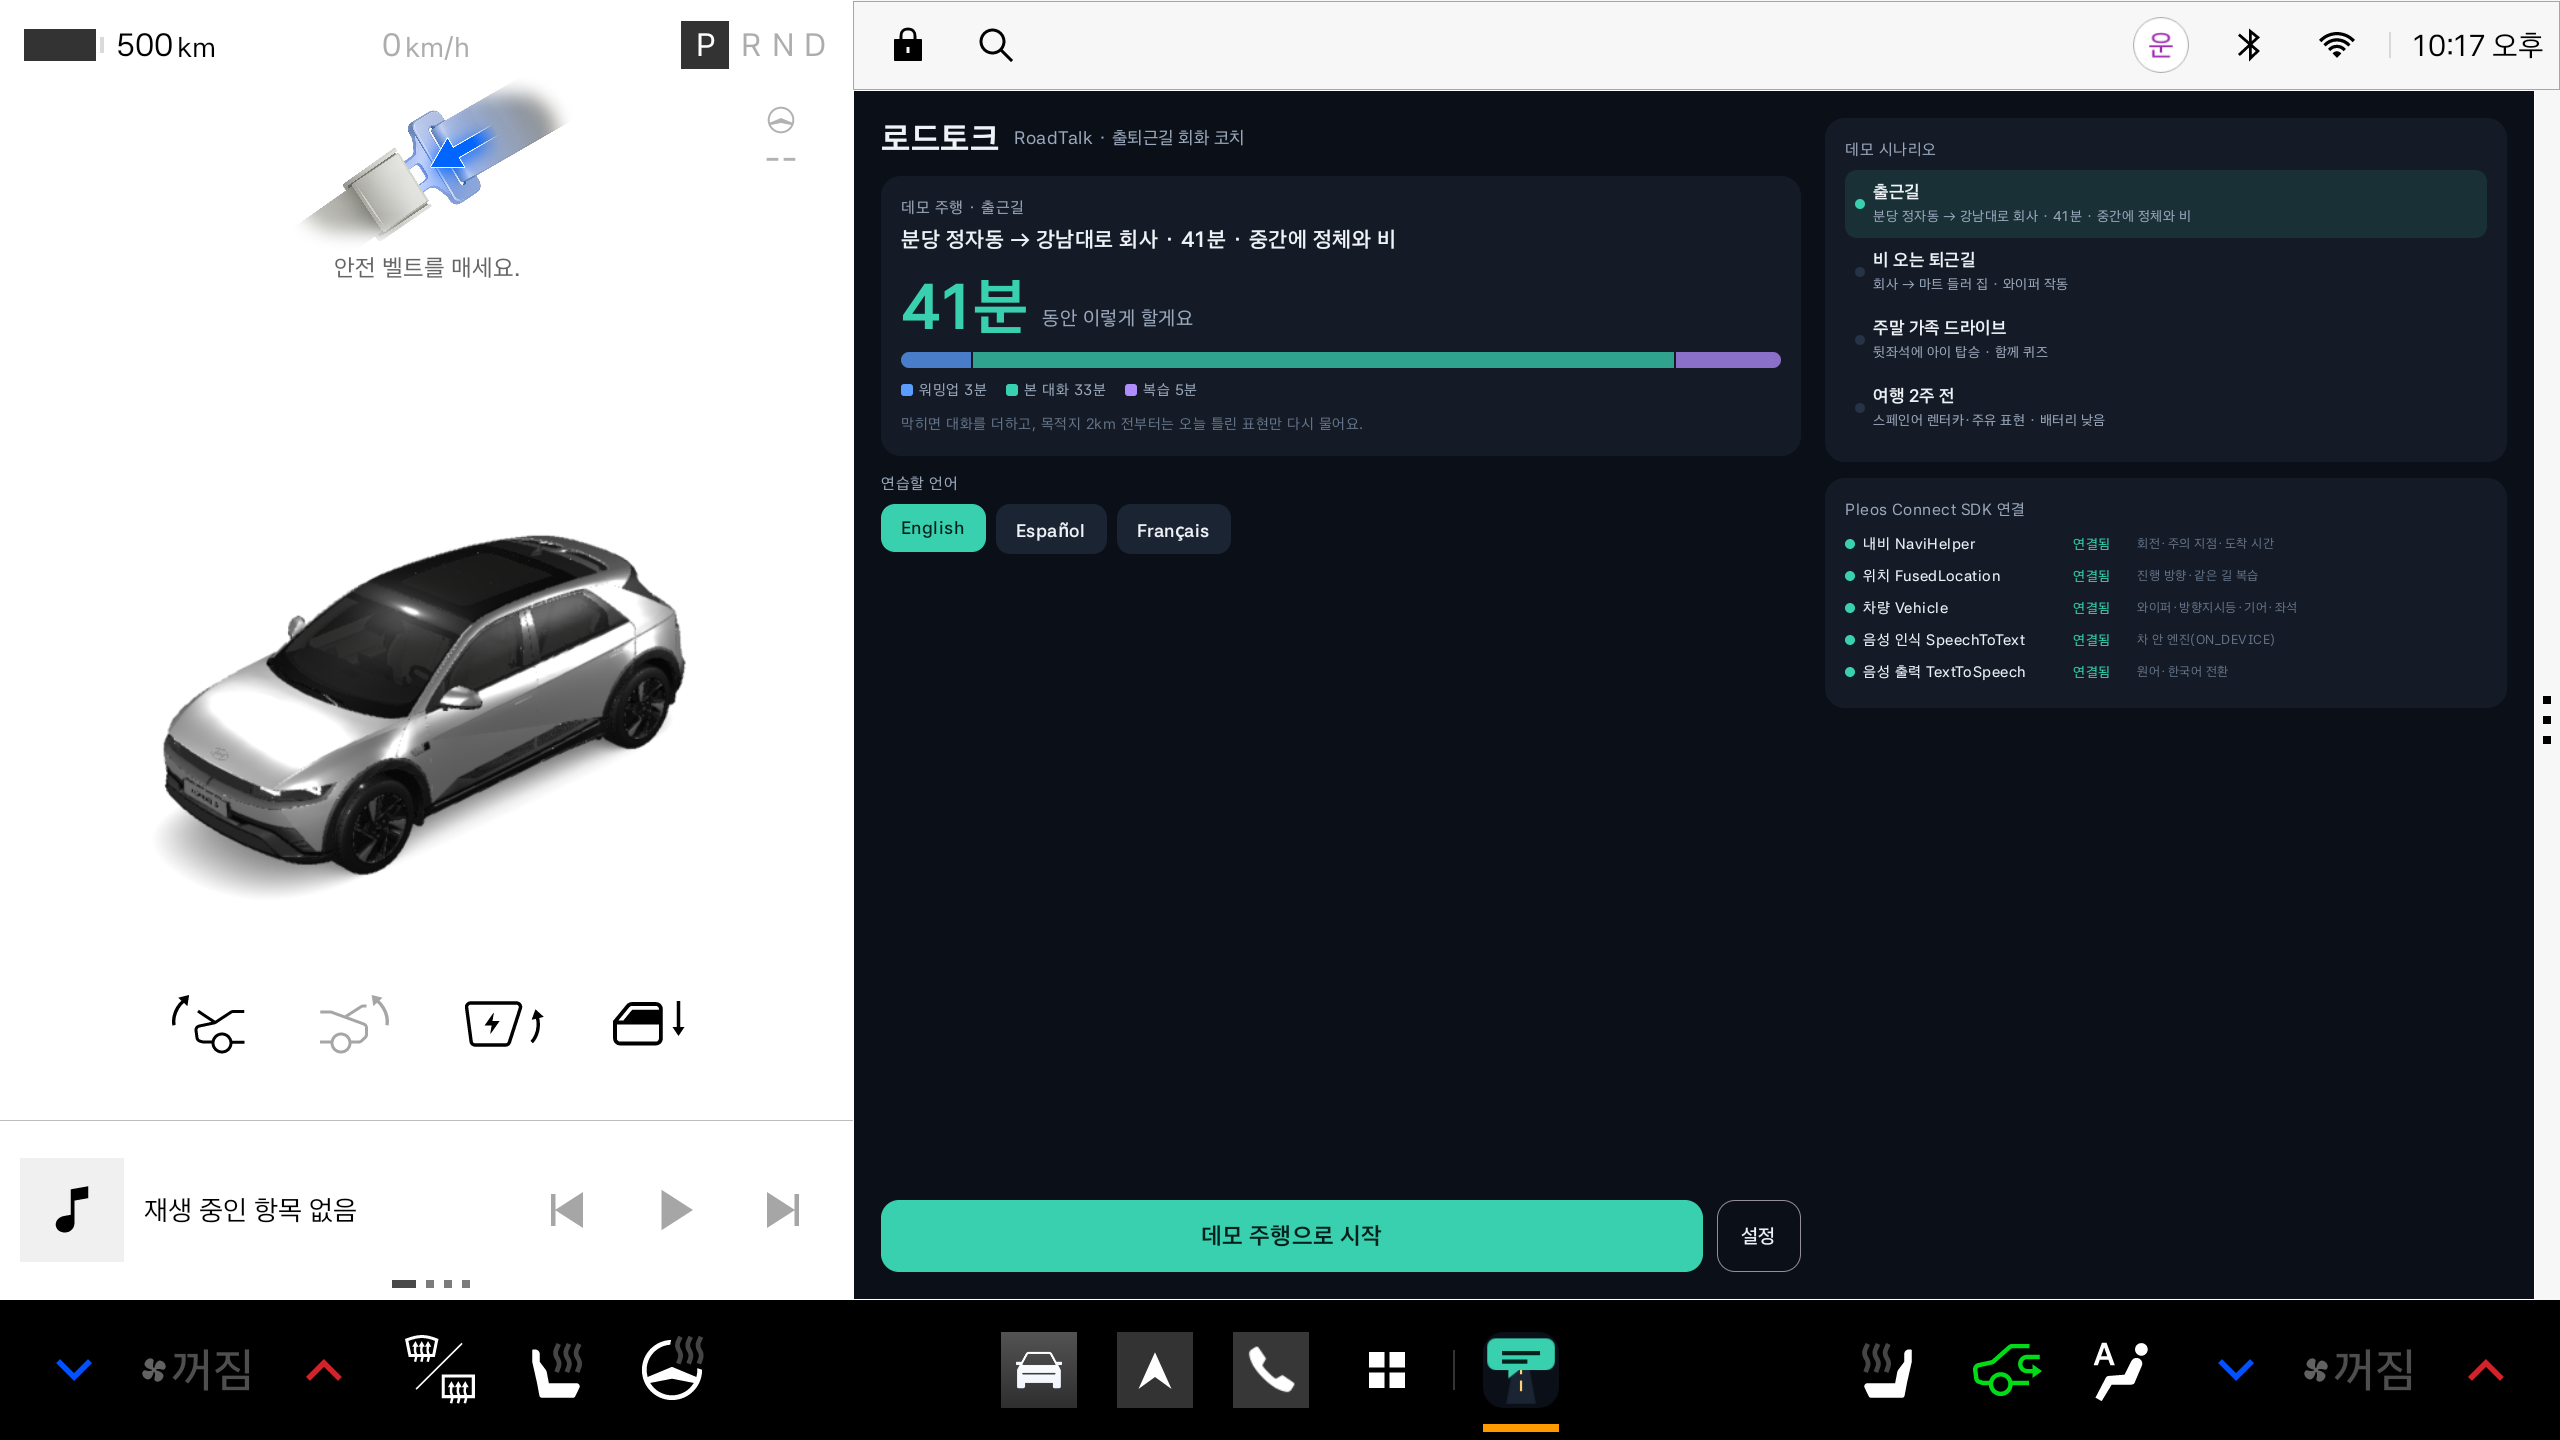 500 km
0 km/h
P R N D
안전 벨트를 매세요.
재생 중인 항목 없음
운
10:17 오후
로드토크 RoadTalk · 출퇴근길 회화 코치
데모 주행 · 출근길
분당 정자동 → 강남대로 회사 · 41분 · 중간에 정체와 비
41분 동안 이렇게 할게요
워밍업 3분 본 대화 33분 복습 5분
막히면 대화를 더하고, 목적지 2km 전부터는 오늘 틀린 표현만 다시 물어요.
연습할 언어
English Español Français
데모 주행으로 시작
설정
데모 시나리오
출근길
분당 정자동 → 강남대로 회사 · 41분 · 중간에 정체와 비
비 오는 퇴근길
회사 → 마트 들러 집 · 와이퍼 작동
주말 가족 드라이브
뒷좌석에 아이 탑승 · 함께 퀴즈
여행 2주 전
스페인어 렌터카·주유 표현 · 배터리 낮음
Pleos Connect SDK 연결
내비 NaviHelper 연결됨 회전·주의 지점·도착 시간
위치 FusedLocation 연결됨 진행 방향·같은 길 복습
차량 Vehicle 연결됨 와이퍼·방향지시등·기어·좌석
음성 인식 SpeechToText 연결됨 차 안 엔진(ON_DEVICE)
음성 출력 TextToSpeech 연결됨 원어·한국어 전환
꺼짐
A
꺼짐